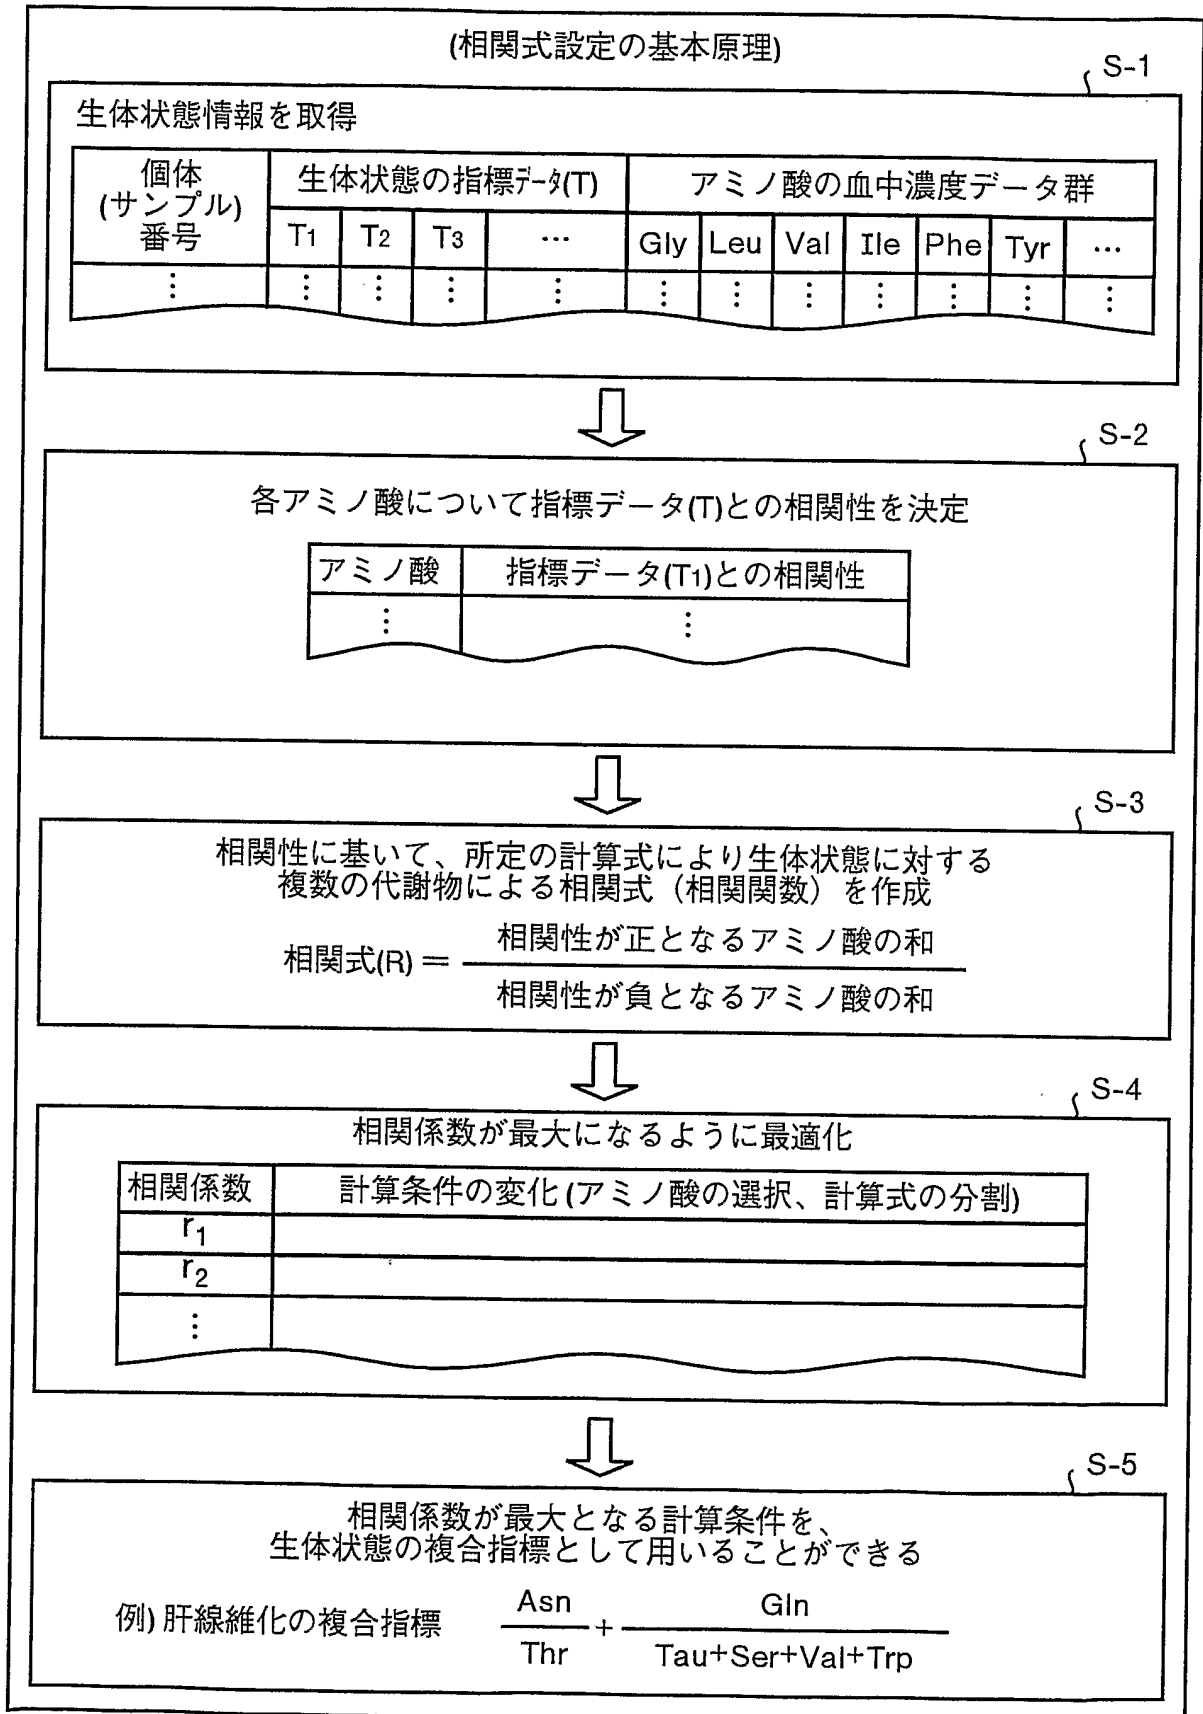 (相関式設定の基本原理)
S-1
生体状態情報を取得
個体
(サンプル)
番号
生体状態の指標データ(T)
アミノ酸の血中濃度データ群
T1 T2 T3 …
Gly Leu Val Ile Phe Tyr …
⋮ ⋮ ⋮ ⋮ ⋮ ⋮ ⋮ ⋮ ⋮ ⋮ ⋮ ⋮
S-2
各アミノ酸について指標データ(T)との相関性を決定
アミノ酸 指標データ(T1)との相関性
⋮ ⋮
S-3
相関性に基いて、所定の計算式により生体状態に対する
複数の代謝物による相関式（相関関数）を作成
相関式(R) =
相関性が正となるアミノ酸の和
相関性が負となるアミノ酸の和
S-4
相関係数が最大になるように最適化
相関係数 計算条件の変化 (アミノ酸の選択、計算式の分割)
r1
r2
⋮
S-5
相関係数が最大となる計算条件を、
生体状態の複合指標として用いることができる
例) 肝線維化の複合指標
Asn
Thr
+
Gln
Tau+Ser+Val+Trp